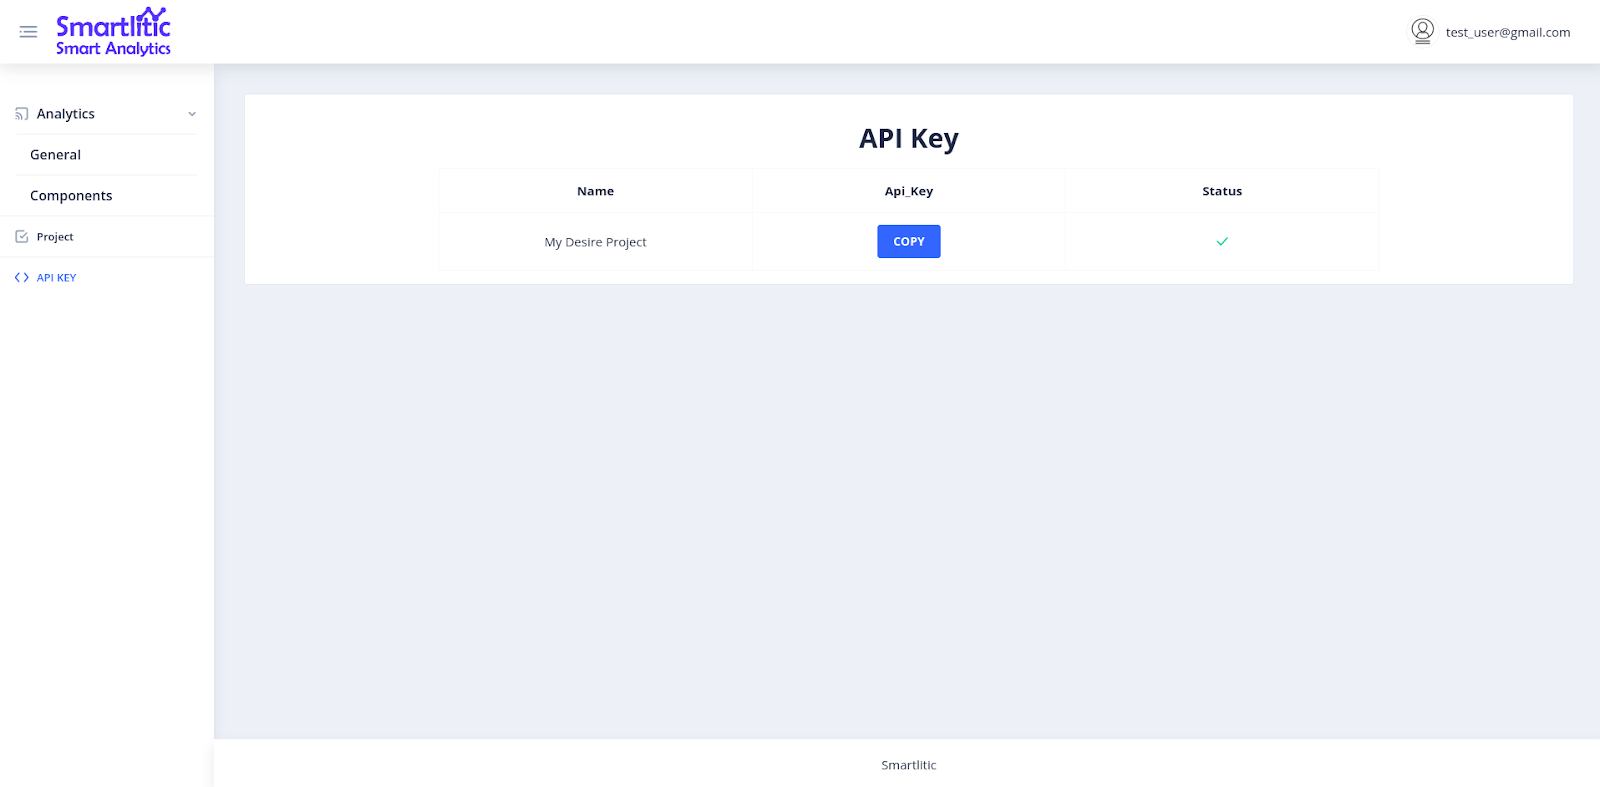 Smartlitic
Smart Analytics
test_user@gmail.com
Analytics
General
Components
Project
API KEY
API Key
Name Api_Key Status
My Desire Project COPY
Smartlitic